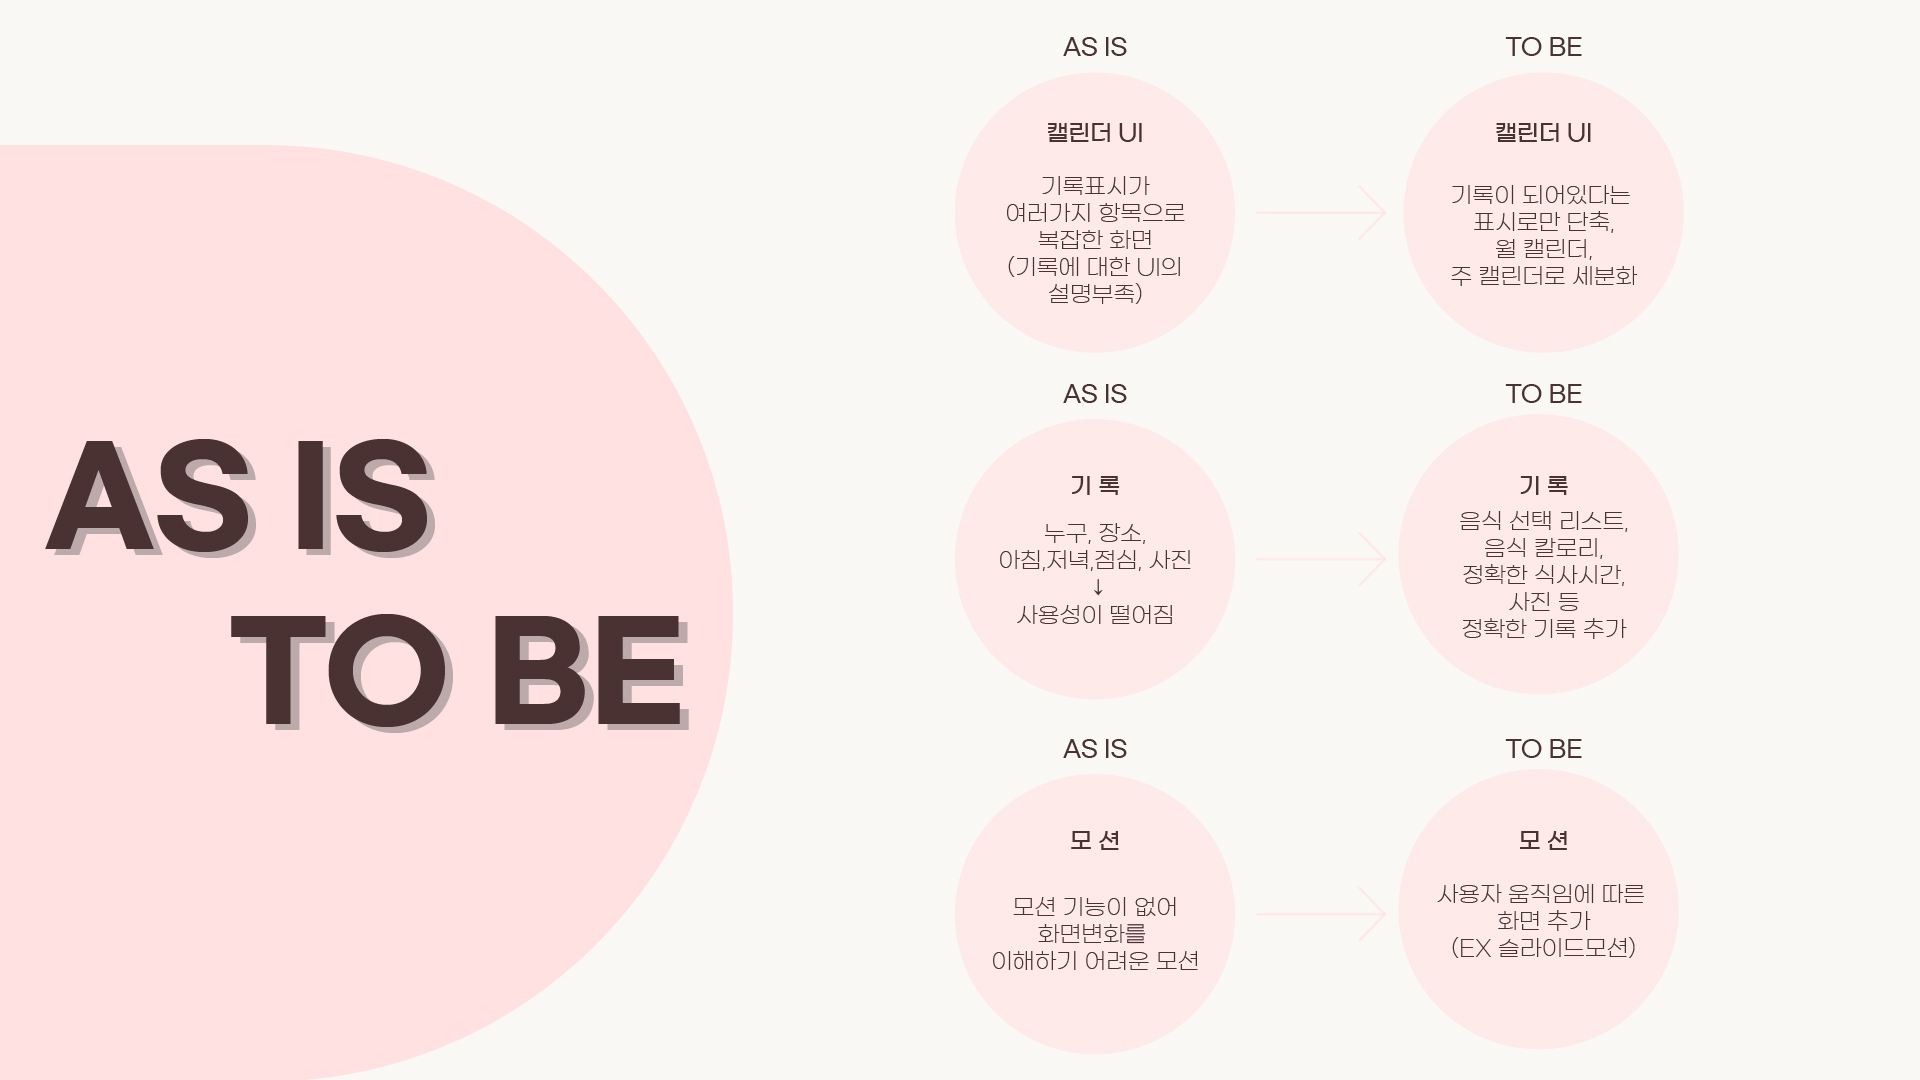 AS IS
TO BE
AS IS
캘린더 UI
기록표시가
여러가지 항목으로
복잡한 화면
(기록에 대한 UI의
설명부족)
TO BE
캘린더 UI
기록이 되어있다는
표시로만 단축,
월 캘린더,
주 캘린더로 세분화
AS IS
기 록
누구, 장소,
아침,저녁,점심, 사진
↓
사용성이 떨어짐
TO BE
기 록
음식 선택 리스트,
음식 칼로리,
정확한 식사시간,
사진 등
정확한 기록 추가
AS IS
모 션
모션 기능이 없어
화면변화를
이해하기 어려운 모션
TO BE
모 션
사용자 움직임에 따른
화면 추가
(EX 슬라이드모션)